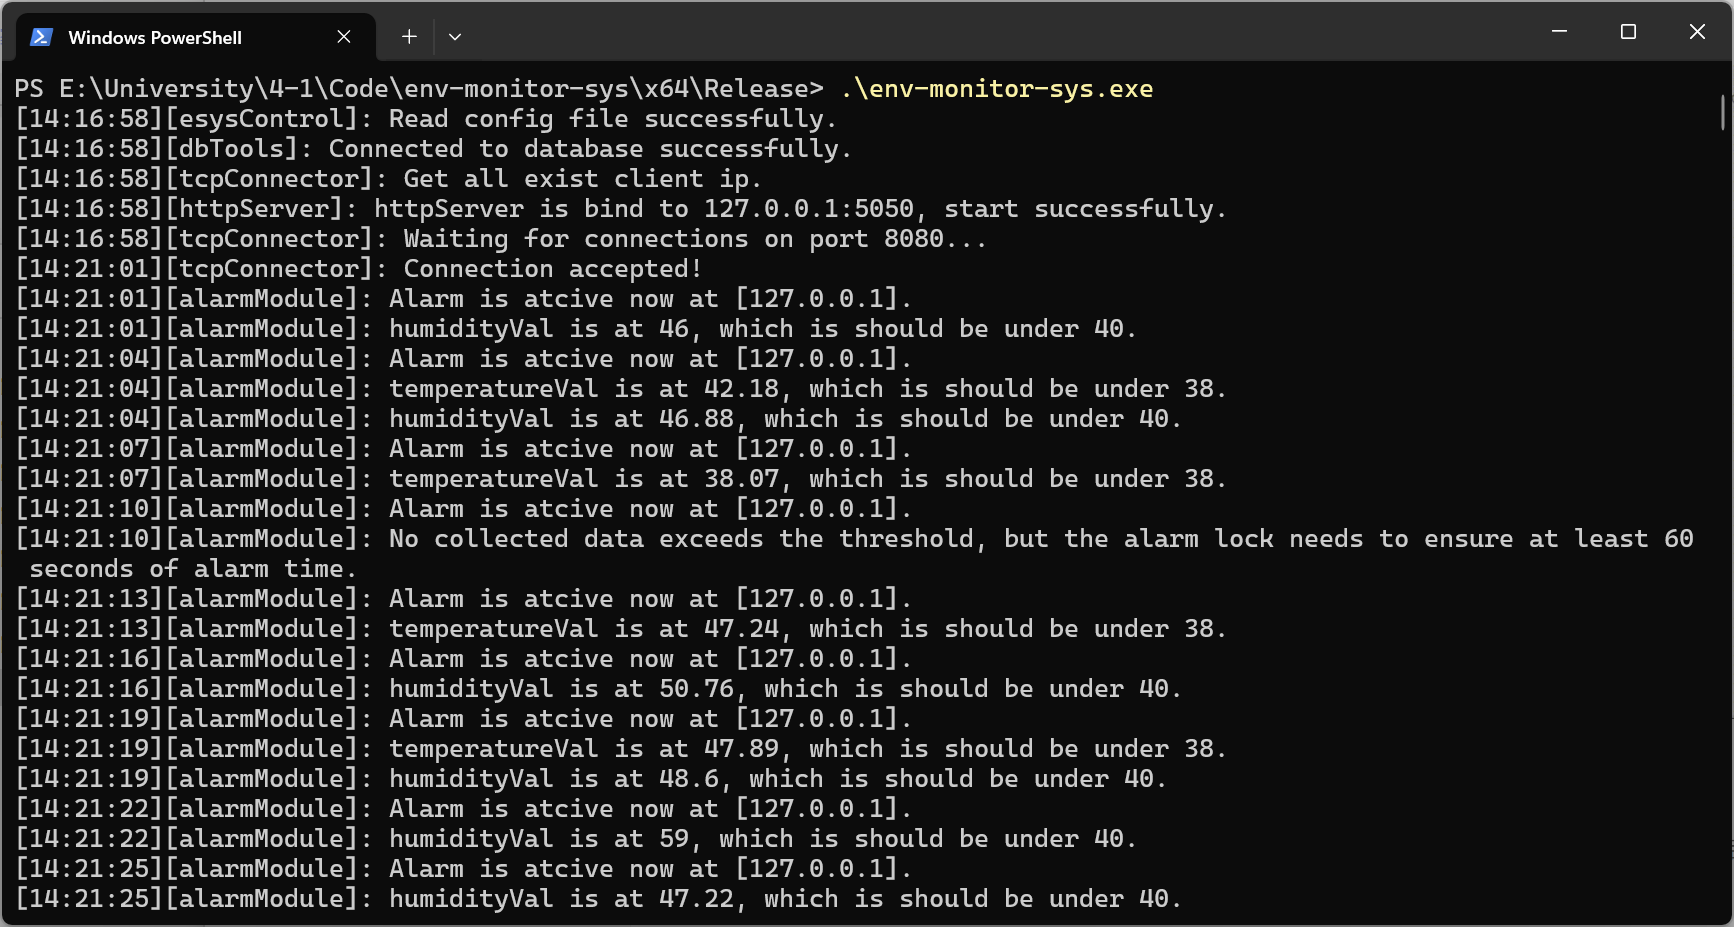 Windows PowerShell
PS E:\University\4-1\Code\env-monitor-sys\x64\Release> .\env-monitor-sys.exe
[14:16:58][esysControl]: Read config file successfully.
[14:16:58][dbTools]: Connected to database successfully.
[14:16:58][tcpConnector]: Get all exist client ip.
[14:16:58][httpServer]: httpServer is bind to 127.0.0.1:5050, start successfully.
[14:16:58][tcpConnector]: Waiting for connections on port 8080...
[14:21:01][tcpConnector]: Connection accepted!
[14:21:01][alarmModule]: Alarm is atcive now at [127.0.0.1].
[14:21:01][alarmModule]: humidityVal is at 46, which is should be under 40.
[14:21:04][alarmModule]: Alarm is atcive now at [127.0.0.1].
[14:21:04][alarmModule]: temperatureVal is at 42.18, which is should be under 38.
[14:21:04][alarmModule]: humidityVal is at 46.88, which is should be under 40.
[14:21:07][alarmModule]: Alarm is atcive now at [127.0.0.1].
[14:21:07][alarmModule]: temperatureVal is at 38.07, which is should be under 38.
[14:21:10][alarmModule]: Alarm is atcive now at [127.0.0.1].
[14:21:10][alarmModule]: No collected data exceeds the threshold, but the alarm lock needs to ensure at least 60
seconds of alarm time.
[14:21:13][alarmModule]: Alarm is atcive now at [127.0.0.1].
[14:21:13][alarmModule]: temperatureVal is at 47.24, which is should be under 38.
[14:21:16][alarmModule]: Alarm is atcive now at [127.0.0.1].
[14:21:16][alarmModule]: humidityVal is at 50.76, which is should be under 40.
[14:21:19][alarmModule]: Alarm is atcive now at [127.0.0.1].
[14:21:19][alarmModule]: temperatureVal is at 47.89, which is should be under 38.
[14:21:19][alarmModule]: humidityVal is at 48.6, which is should be under 40.
[14:21:22][alarmModule]: Alarm is atcive now at [127.0.0.1].
[14:21:22][alarmModule]: humidityVal is at 59, which is should be under 40.
[14:21:25][alarmModule]: Alarm is atcive now at [127.0.0.1].
[14:21:25][alarmModule]: humidityVal is at 47.22, which is should be under 40.